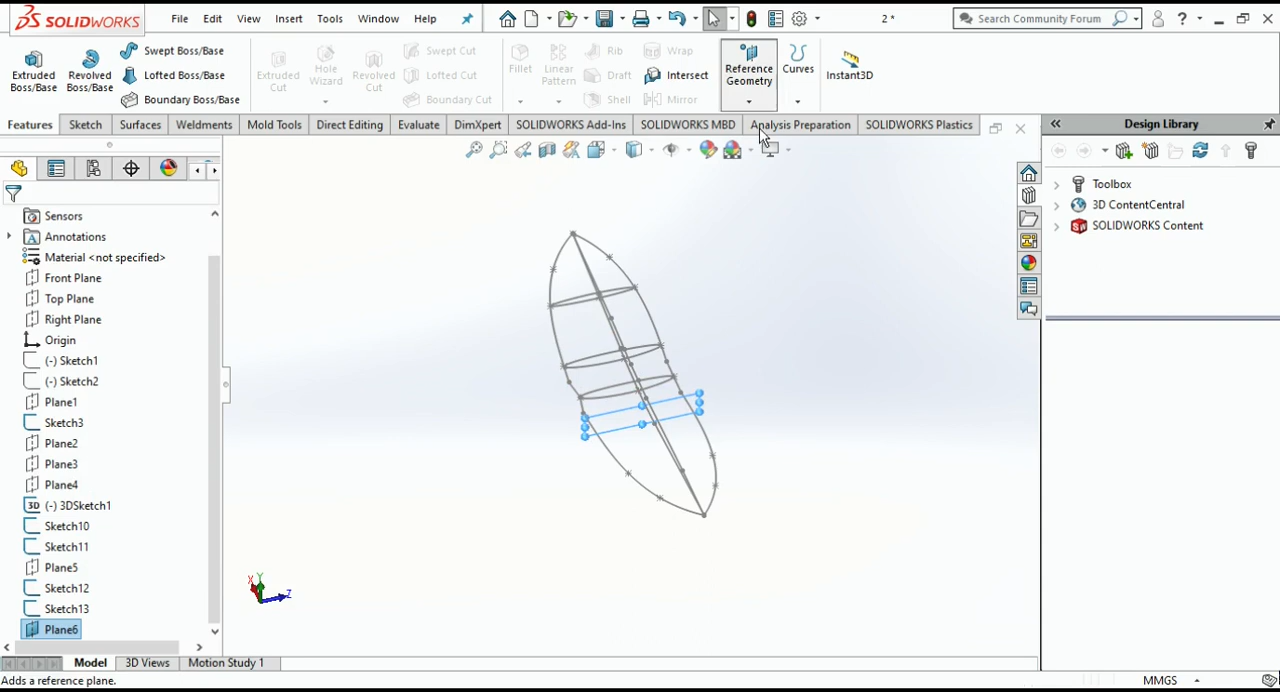 SOLIDWORKS File Edit View Insert Tools Window Help 2 * Search Community Forum ?
Extruded Boss/Base
Revolved Boss/Base
Swept Boss/Base
Lofted Boss/Base
Boundary Boss/Base
Extruded Cut
Hole Wizard
Revolved Cut
Swept Cut
Lofted Cut
Boundary Cut
Fillet
Linear Pattern
Rib
Draft
Shell
Wrap
Intersect
Mirror
Reference Geometry
Curves
Instant3D
Features Sketch Surfaces Weldments Mold Tools Direct Editing Evaluate DimXpert SOLIDWORKS Add-Ins SOLIDWORKS MBD Analysis Preparation SOLIDWORKS Plastics
Design Library
Toolbox
3D ContentCentral
SOLIDWORKS Content
Sensors
Annotations
Material <not specified>
Front Plane
Top Plane
Right Plane
Origin
(-) Sketch1
(-) Sketch2
Plane1
Sketch3
Plane2
Plane3
Plane4
3D (-) 3DSketch1
Sketch10
Sketch11
Plane5
Sketch12
Sketch13
Plane6
X Y Z
Model 3D Views Motion Study 1
Adds a reference plane. MMGS